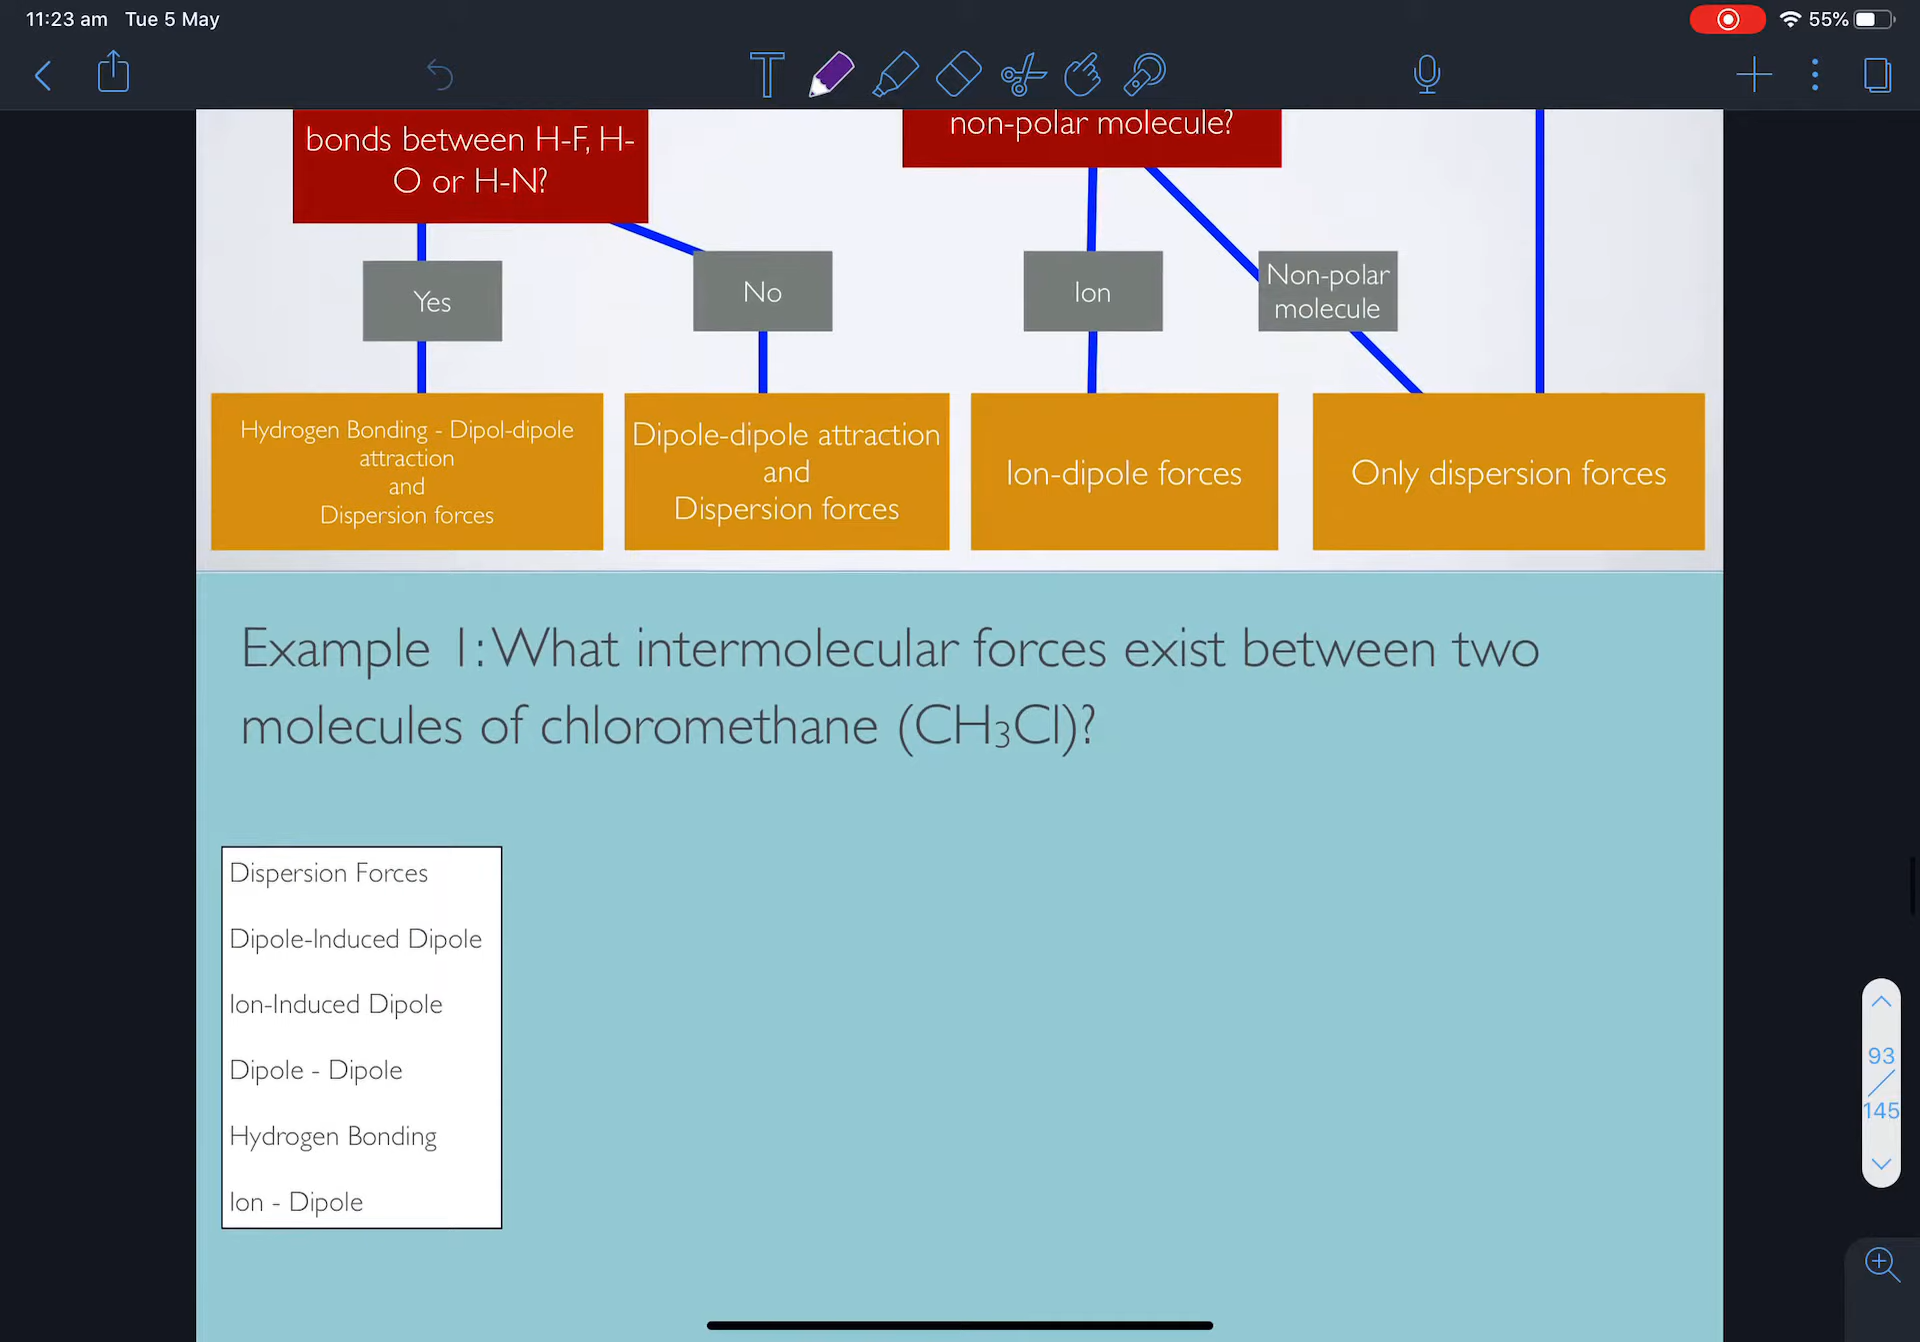 11:23 am Tue 5 May
55%
T
bonds between H-F, H-
O or H-N?
non-polar molecule?
Yes
No
Ion
Non-polar
molecule
Hydrogen Bonding - Dipol-dipole
attraction
and
Dispersion forces
Dipole-dipole attraction
and
Dispersion forces
Ion-dipole forces
Only dispersion forces
Example 1: What intermolecular forces exist between two
molecules of chloromethane (CH₃Cl)?
Dispersion Forces
Dipole-Induced Dipole
Ion-Induced Dipole
Dipole - Dipole
Hydrogen Bonding
Ion - Dipole
93
/
145